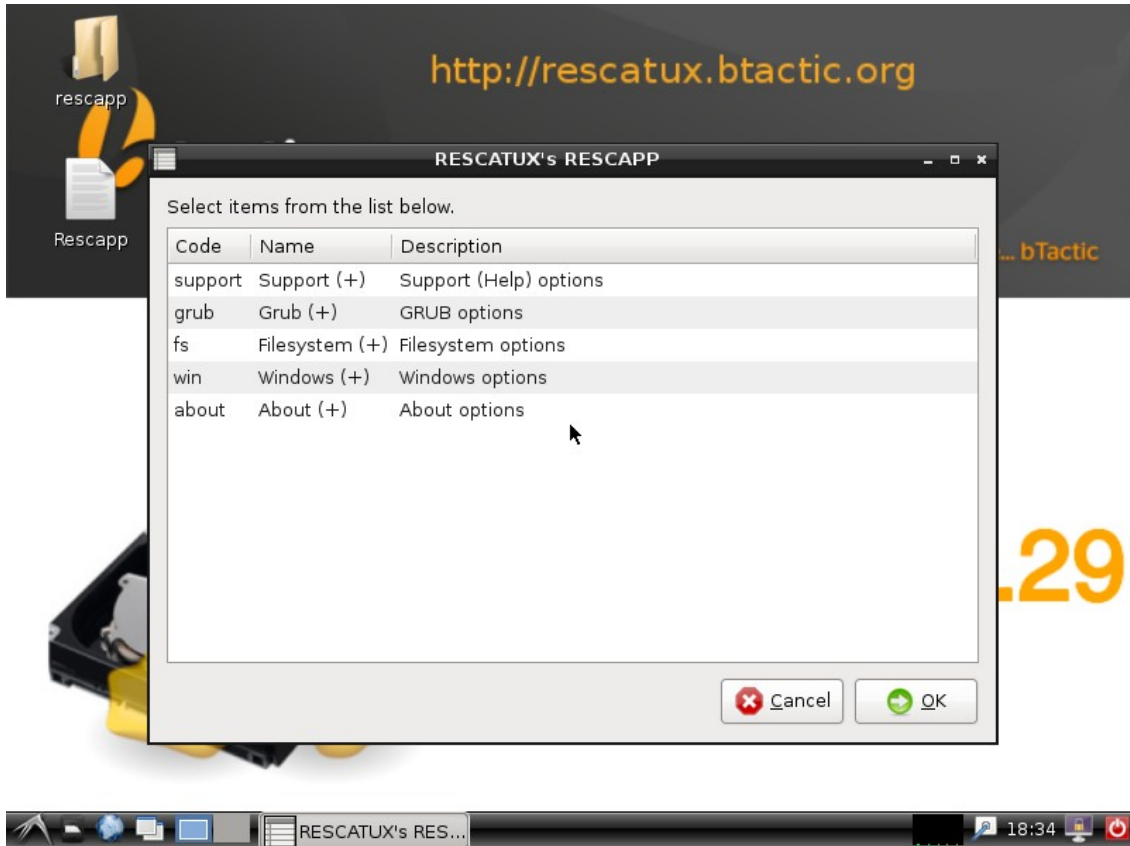 http://rescatux.btactic.org
rescapp
Rescapp
... bTactic
RESCATUX's RESCAPP
Select items from the list below.
Code Name Description
support Support (+) Support (Help) options
grub Grub (+) GRUB options
fs Filesystem (+) Filesystem options
win Windows (+) Windows options
about About (+) About options
.29
Cancel OK
RESCATUX's RES... 18:34